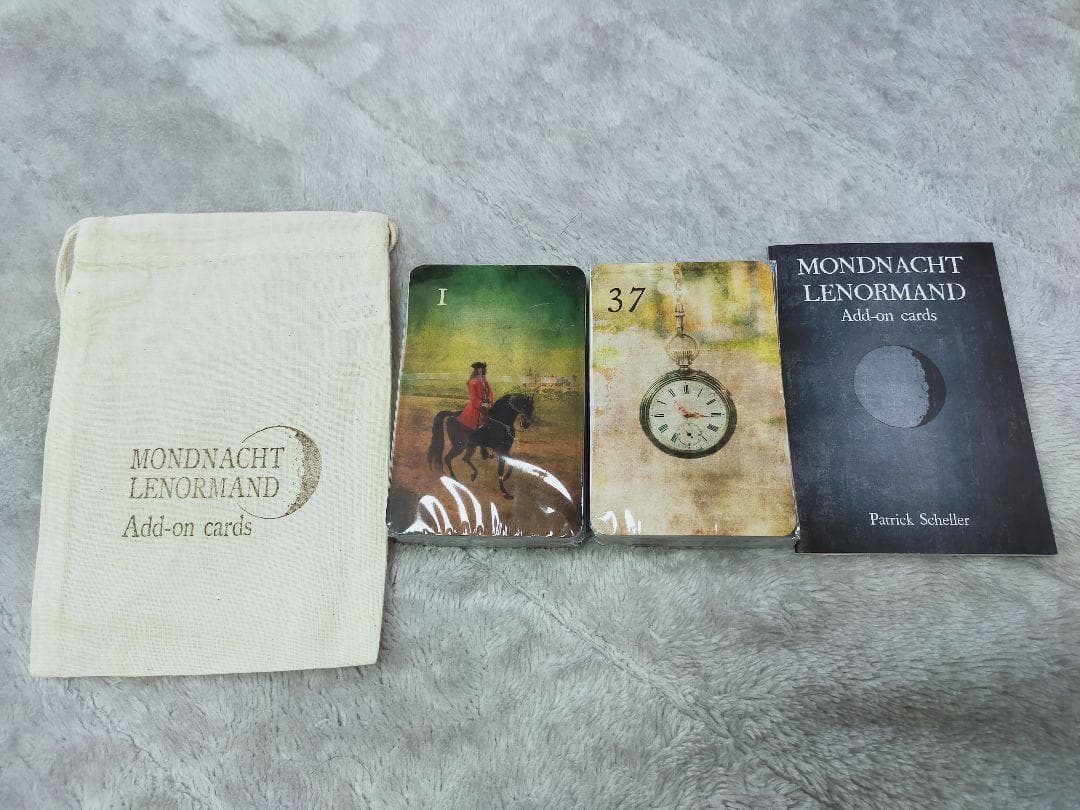 MONDNACHT
LENORMAND
Add-on cards
I
37
MONDNACHT
LENORMAND
Add-on cards
Patrick Scheller